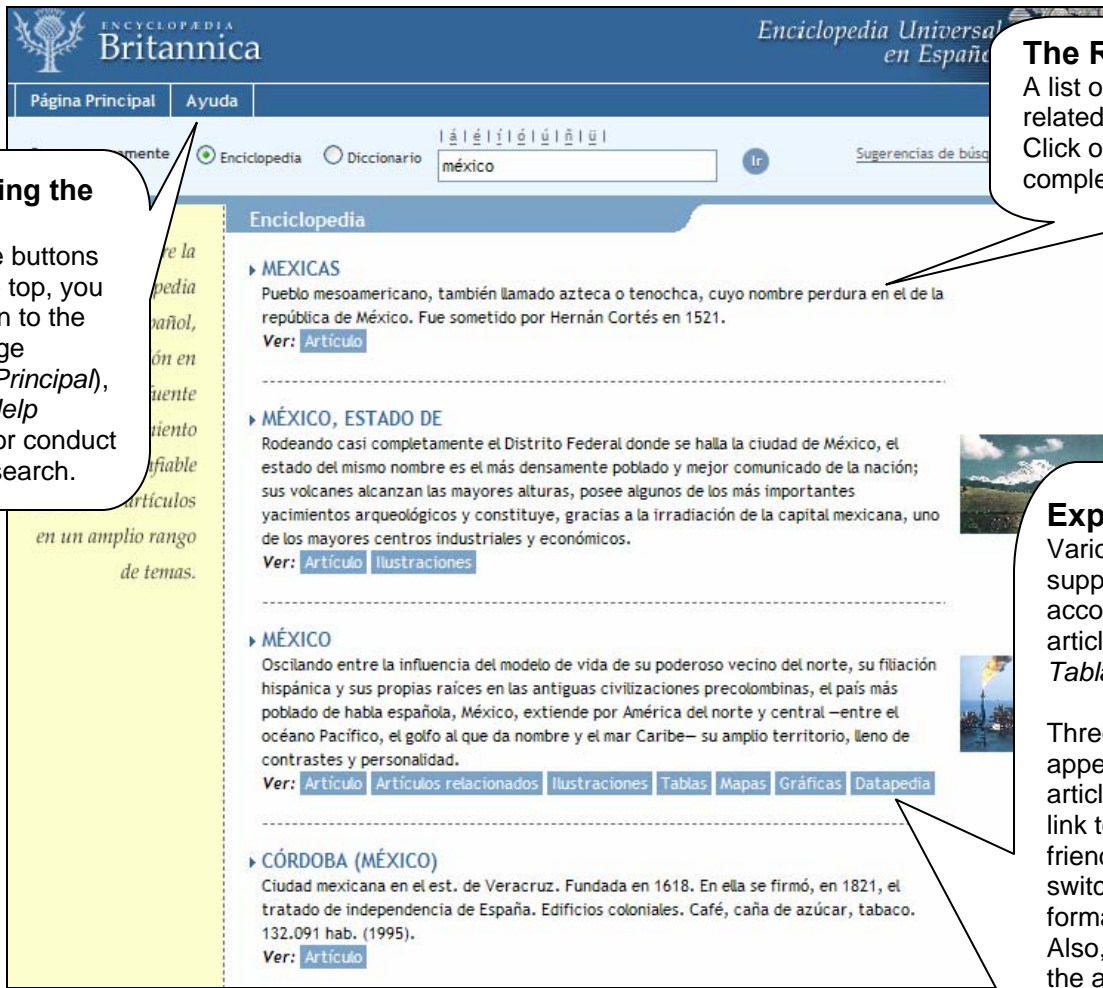 ENCYCLOPÆDIA
Britannica
Enciclopedia Universal
en Españ
Página Principal Ayuda
mente Enciclopedia Diccionario
| á | é | í | ó | ú | ñ | ü |
méxico
Ir
Sugerencias de búsq
The R
A list o
related
Click o
comple
ing the
e buttons
top, you
n to the
ge
Principal),
Help
or conduct
search.
re la
pedia
pañol,
ón en
fuente
miento
nfiable
artículos
en un amplio rango
de temas.
Enciclopedia
MEXICAS
Pueblo mesoamericano, también llamado azteca o tenochca, cuyo nombre perdura en el de la
república de México. Fue sometido por Hernán Cortés en 1521.
Ver: Artículo
MÉXICO, ESTADO DE
Rodeando casi completamente el Distrito Federal donde se halla la ciudad de México, el
estado del mismo nombre es el más densamente poblado y mejor comunicado de la nación;
sus volcanes alcanzan las mayores alturas, posee algunos de los más importantes
yacimientos arqueológicos y constituye, gracias a la irradiación de la capital mexicana, uno
de los mayores centros industriales y económicos.
Ver: Artículo Ilustraciones
MÉXICO
Oscilando entre la influencia del modelo de vida de su poderoso vecino del norte, su filiación
hispánica y sus propias raíces en las antiguas civilizaciones precolombinas, el país más
poblado de habla española, México, extiende por América del norte y central —entre el
océano Pacífico, el golfo al que da nombre y el mar Caribe— su amplio territorio, lleno de
contrastes y personalidad.
Ver: Artículo Artículos relacionados Ilustraciones Tablas Mapas Gráficas Datapedia
CÓRDOBA (MÉXICO)
Ciudad mexicana en el est. de Veracruz. Fundada en 1618. En ella se firmó, en 1821, el
tratado de independencia de España. Edificios coloniales. Café, caña de azúcar, tabaco.
132.091 hab. (1995).
Ver: Artículo
Exp
Vario
supp
acco
articl
Tabla
Three
appe
articl
link to
frien
switc
forma
Also,
the a